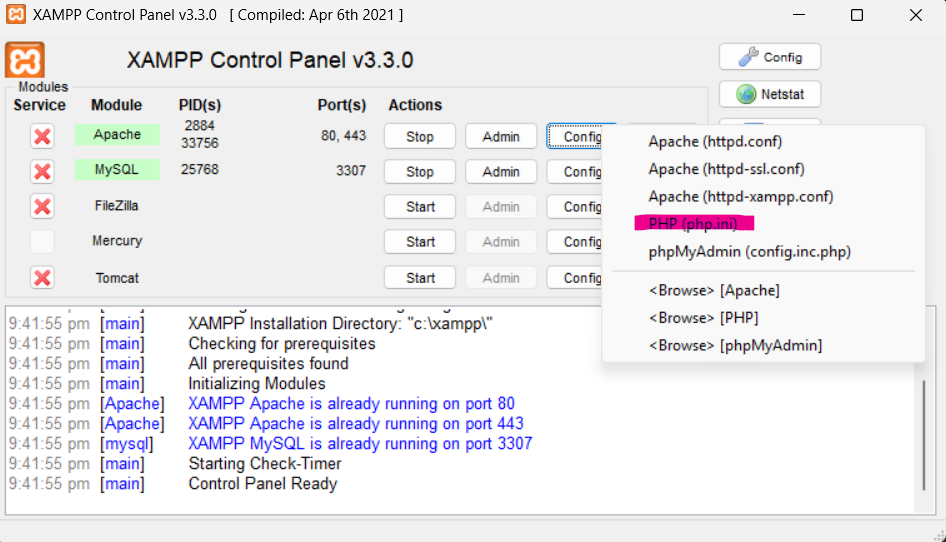 XAMPP Control Panel v3.3.0 [ Compiled: Apr 6th 2021 ]
XAMPP Control Panel v3.3.0
Config
Netstat
Modules
Service Module PID(s) Port(s) Actions
Apache 2884 33756 80, 443 Stop Admin Config
MySQL 25768 3307 Stop Admin Config
FileZilla Start Admin Config
Mercury Start Admin Config
Tomcat Start Admin Config
Apache (httpd.conf)
Apache (httpd-ssl.conf)
Apache (httpd-xampp.conf)
PHP (php.ini)
phpMyAdmin (config.inc.php)
<Browse> [Apache]
<Browse> [PHP]
<Browse> [phpMyAdmin]
9:41:55 pm [main] XAMPP Installation Directory: "c:\xampp\"
9:41:55 pm [main] Checking for prerequisites
9:41:55 pm [main] All prerequisites found
9:41:55 pm [main] Initializing Modules
9:41:55 pm [Apache] XAMPP Apache is already running on port 80
9:41:55 pm [Apache] XAMPP Apache is already running on port 443
9:41:55 pm [mysql] XAMPP MySQL is already running on port 3307
9:41:55 pm [main] Starting Check-Timer
9:41:55 pm [main] Control Panel Ready